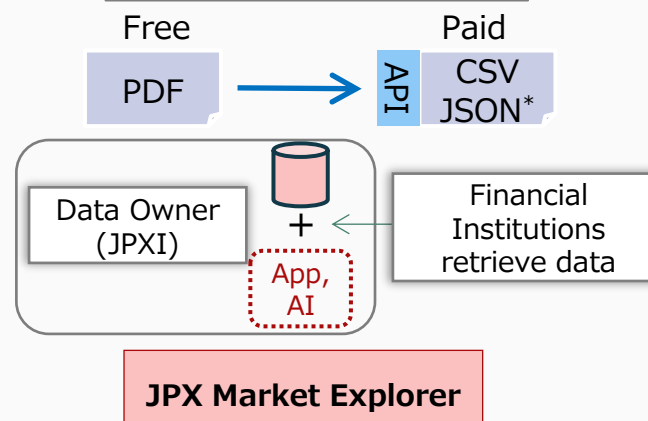 Free
Paid
PDF
API
CSV
JSON*
Data Owner
(JPXI)
+
App,
AI
Financial
Institutions
retrieve data
JPX Market Explorer